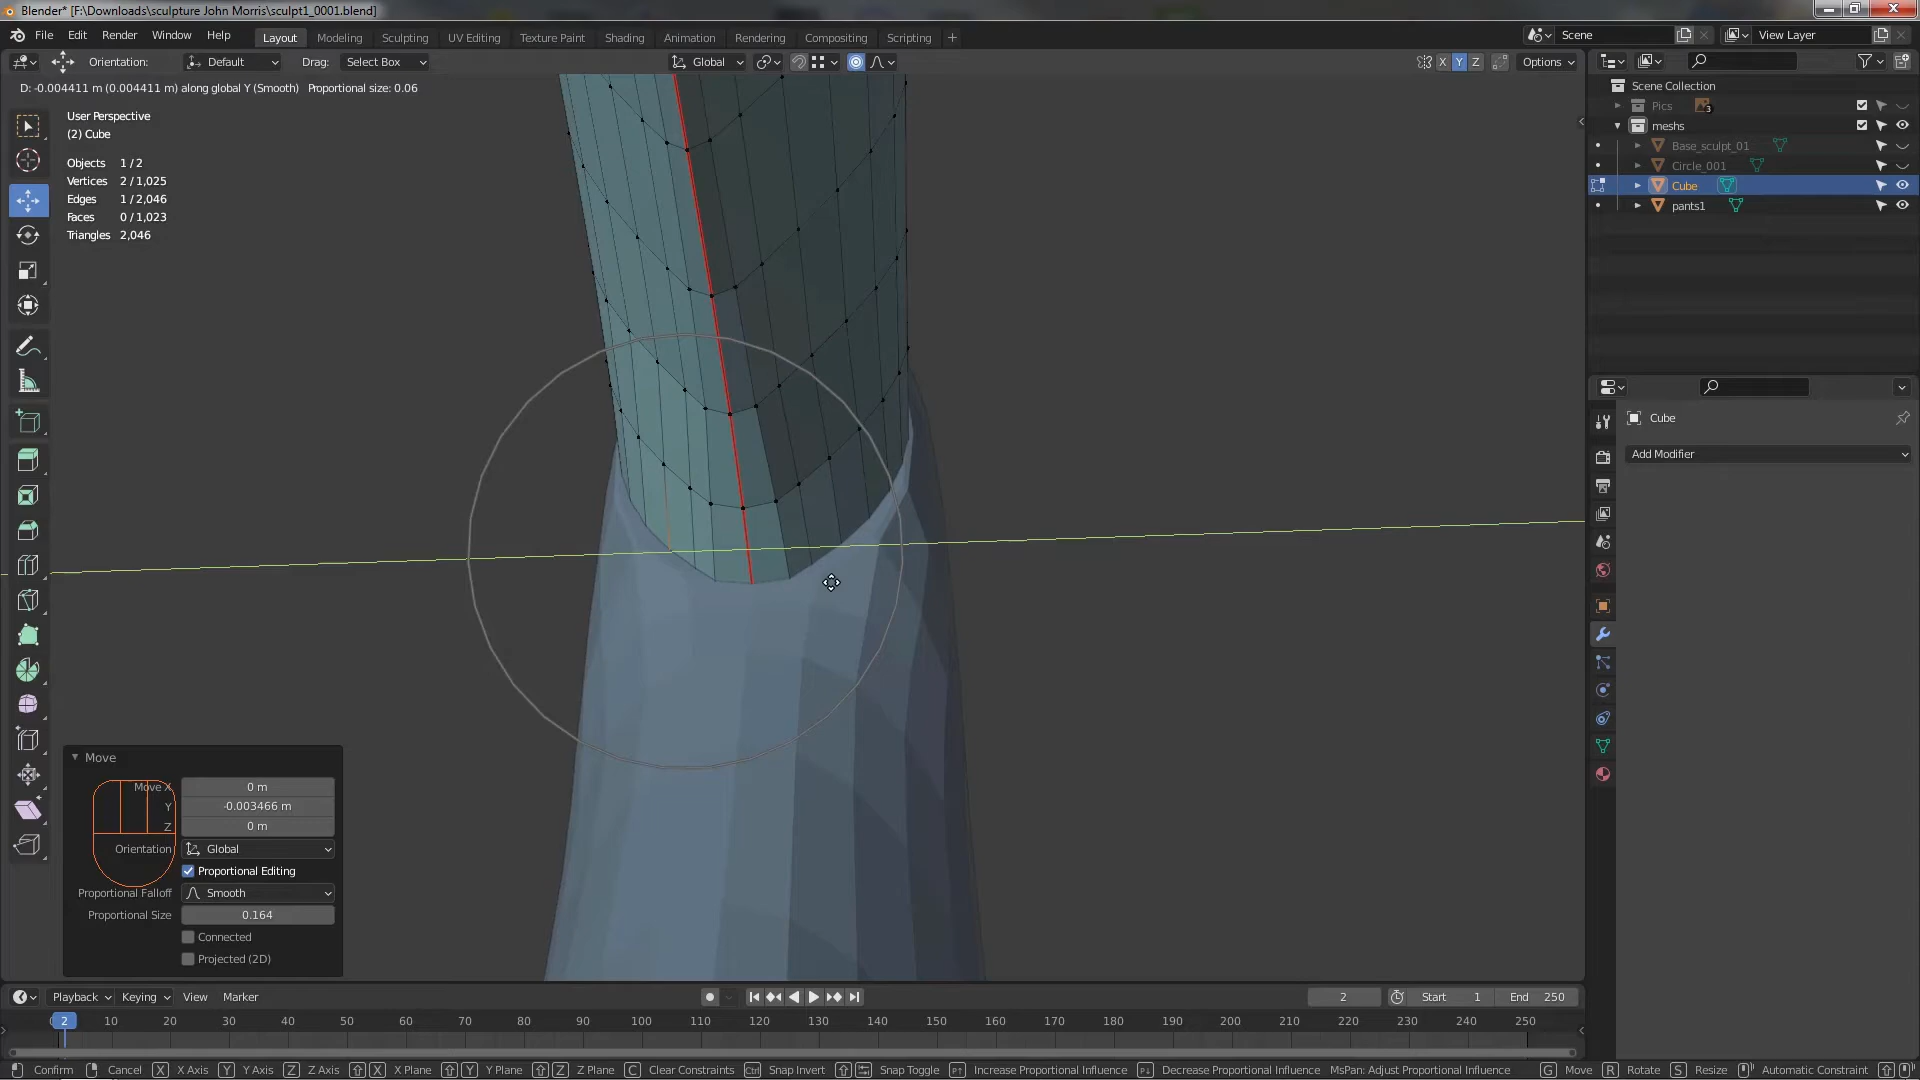 Blender* [F:\Downloads\sculpture John Morris\sculpt1_0001.blend]
File Edit Render Window Help Layout Modeling Sculpting UV Editing Texture Paint Shading Animation Rendering Compositing Scripting + Scene View Layer
Orientation: Default Drag: Select Box Global X Y Z Options
D: -0.004411 m (0.004411 m) along global Y (Smooth) Proportional size: 0.06
User Perspective
(2) Cube
Objects 1 / 2
Vertices 2 / 1,025
Edges 1 / 2,046
Faces 0 / 1,023
Triangles 2,046
Scene Collection
Pics 3
meshs
Base_sculpt_01
Circle_001
Cube
pants1
Cube
Add Modifier
Move
Move X 0 m
Y -0.003466 m
Z 0 m
Orientation Global
Proportional Editing
Proportional Falloff Smooth
Proportional Size 0.164
Connected
Projected (2D)
Playback Keying View Marker 2 Start 1 End 250
2 10 20 30 40 50 60 70 80 90 100 110 120 130 140 150 160 170 180 190 200 210 220 230 240 250
Confirm Cancel X X Axis Y Y Axis Z Z Axis X X Plane Y Y Plane Z Z Plane C Clear Constraints Ctrl Snap Invert Snap Toggle Increase Proportional Influence Decrease Proportional Influence MsPan: Adjust Proportional Influence G Move R Rotate S Resize Automatic Constraint